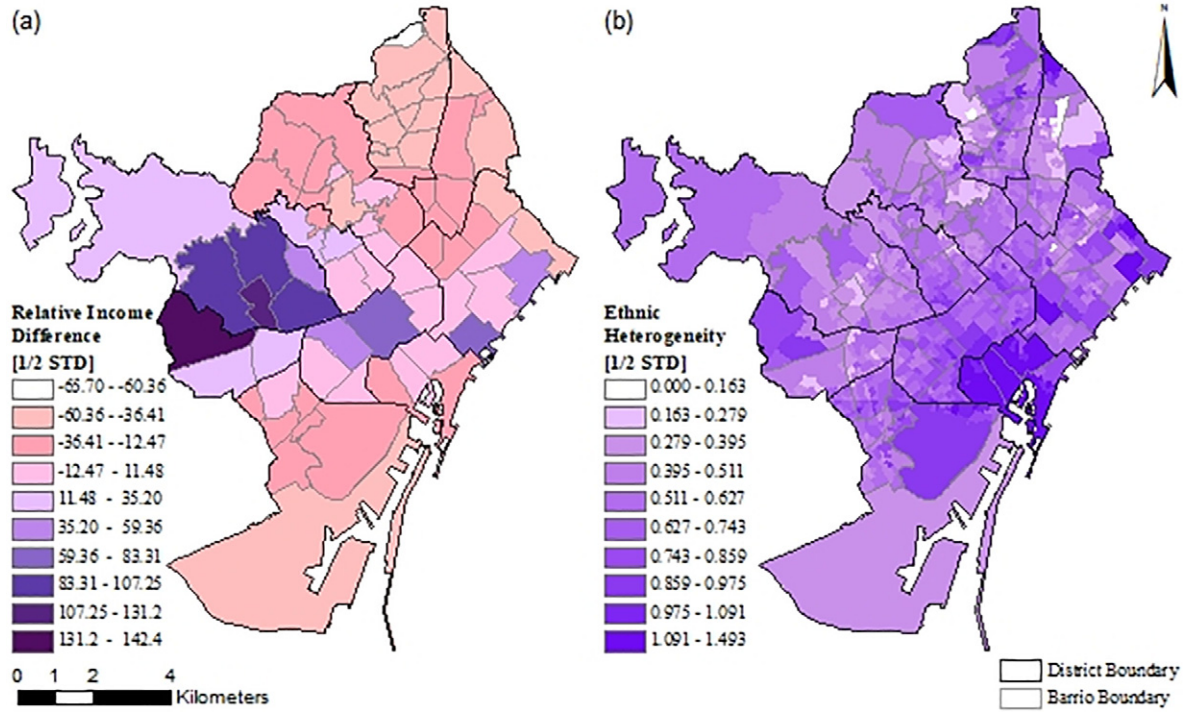 (a)
(b)
N
Relative Income
Difference
[1/2 STD]
-65.70 - -60.36
-60.36 - -36.41
-36.41 - -12.47
-12.47 - 11.48
11.48 - 35.20
35.20 - 59.36
59.36 - 83.31
83.31 - 107.25
107.25 - 131.2
131.2 - 142.4
0 1 2 4
Kilometers
Ethnic
Heterogeneity
[1/2 STD]
0.000 - 0.163
0.163 - 0.279
0.279 - 0.395
0.395 - 0.511
0.511 - 0.627
0.627 - 0.743
0.743 - 0.859
0.859 - 0.975
0.975 - 1.091
1.091 - 1.493
District Boundary
Barrio Boundary